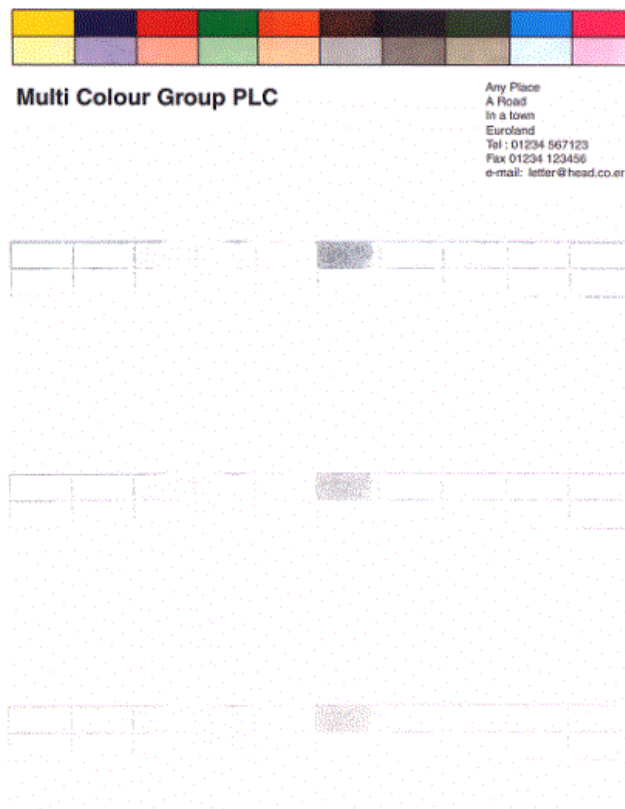 Multi Colour Group PLC
Any Place
A Road
In a town
Euroland
Tel : 01234 567123
Fax 01234 123456
e-mail: letter@head.co.er